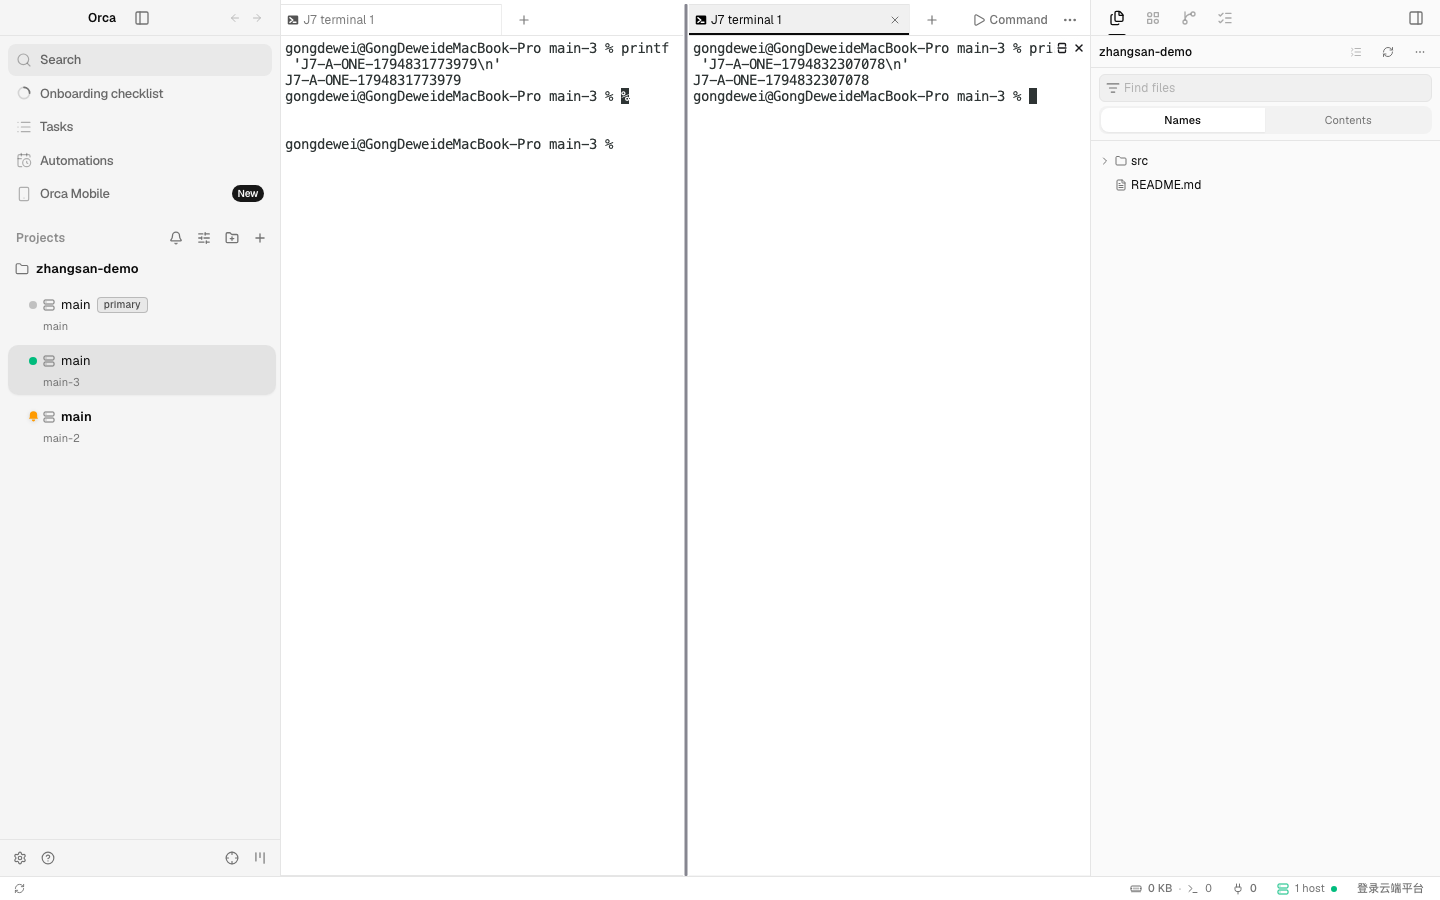 Orca
Search
Onboarding checklist
Tasks
Automations
Orca Mobile
New
Projects
zhangsan-demo
main primary
main
main
main-3
main
main-2
J7 terminal 1
gongdewei@GongDeweideMacBook-Pro main-3 % printf
'J7-A-ONE-1794831773979\n'
J7-A-ONE-1794831773979
gongdewei@GongDeweideMacBook-Pro main-3 % %
gongdewei@GongDeweideMacBook-Pro main-3 %
J7 terminal 1
Command
gongdewei@GongDeweideMacBook-Pro main-3 % pri
'J7-A-ONE-1794832307078\n'
J7-A-ONE-1794832307078
gongdewei@GongDeweideMacBook-Pro main-3 %
zhangsan-demo
Find files
Names
Contents
src
README.md
0 KB · 0
0
1 host
登录云端平台